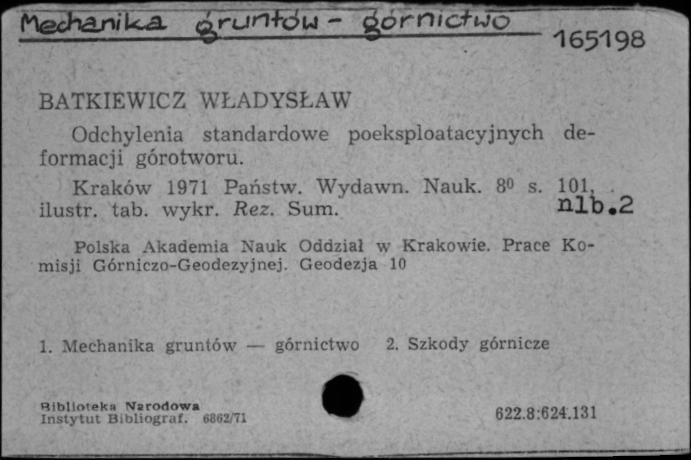 Mechanika gruntów - górnictwo
165198
BATKIEWICZ WŁADYSŁAW
Odchylenia standardowe poeksploatacyjnych de-
formacji górotworu.
Kraków 1971 Państw. Wydawn. Nauk. 8⁰ s. 101,
ilustr. tab. wykr. Rez. Sum. nlb.2
Polska Akademia Nauk Oddział w Krakowie. Prace Ko-
misji Górniczo-Geodezyjnej. Geodezja 10
1. Mechanika gruntów — górnictwo 2. Szkody górnicze
Biblioteka Narodowa
Instytut Bibliograf. 6862/71
622.8:624.131